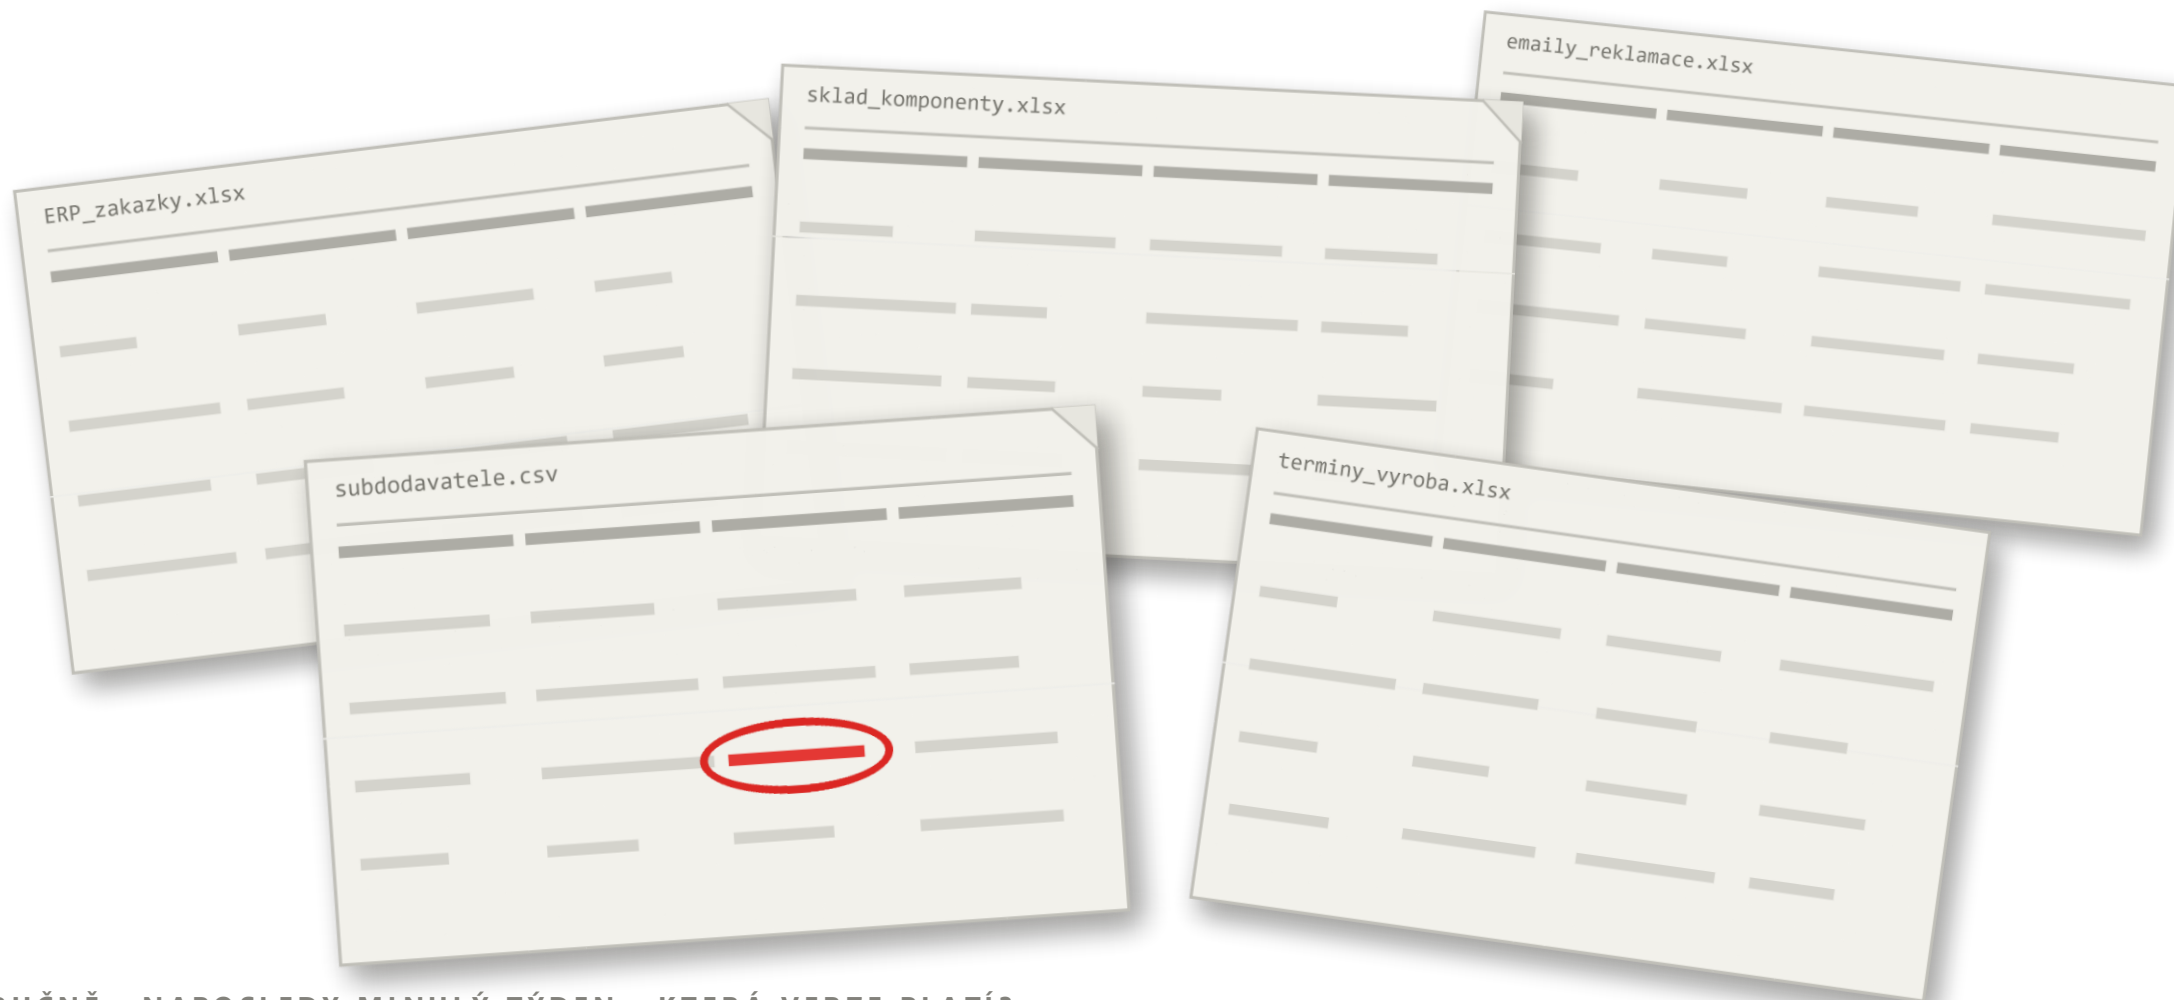 emaily_reklamace.xlsx
sklad_komponenty.xlsx
ERP_zakazky.xlsx
terminy_vyroba.xlsx
subdodavatele.csv
NAPOSLEDY MINULÝ TÝDEN KTERÁ VERZE PLATÍ?